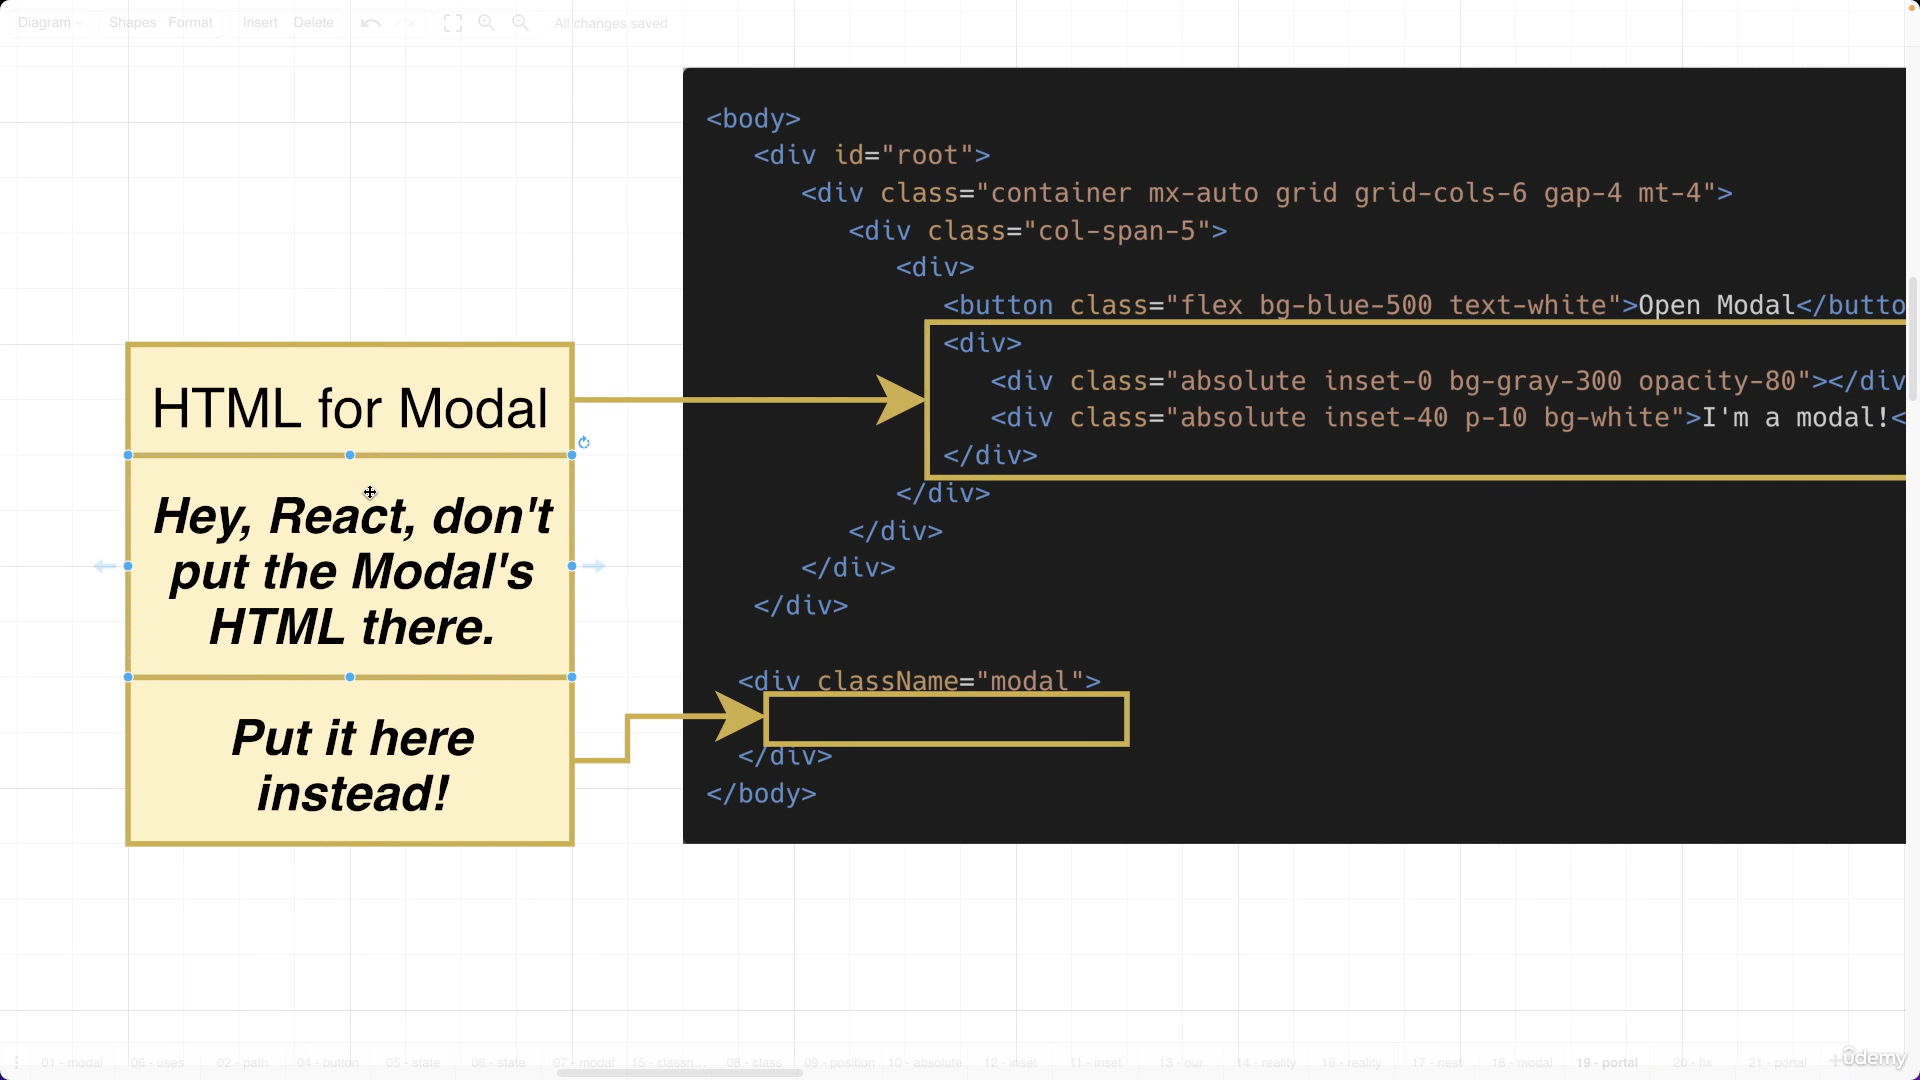 Diagram Shapes Format Insert Delete All changes saved
<body>
<div id="root">
<div class="container mx-auto grid grid-cols-6 gap-4 mt-4">
<div class="col-span-5">
<div>
<button class="flex bg-blue-500 text-white">Open Modal</butto
<div>
<div class="absolute inset-0 bg-gray-300 opacity-80"></div
<div class="absolute inset-40 p-10 bg-white">I'm a modal!<
</div>
</div>
</div>
</div>
</div>
<div className="modal">
</div>
</body>
HTML for Modal
Hey, React, don't
put the Modal's
HTML there.
Put it here
instead!
01 - modal 06 - uses 02 - path 04 - button 05 - state 06 - state 07 - modal 15 - classn 08 - class 09 - position 10 - absolute 12 - inset 11 - inset 13 - our 14 - reality 16 - reality 17 - nest 18 - modal 19 - portal 20 - fix 21 - portal
ûdemy